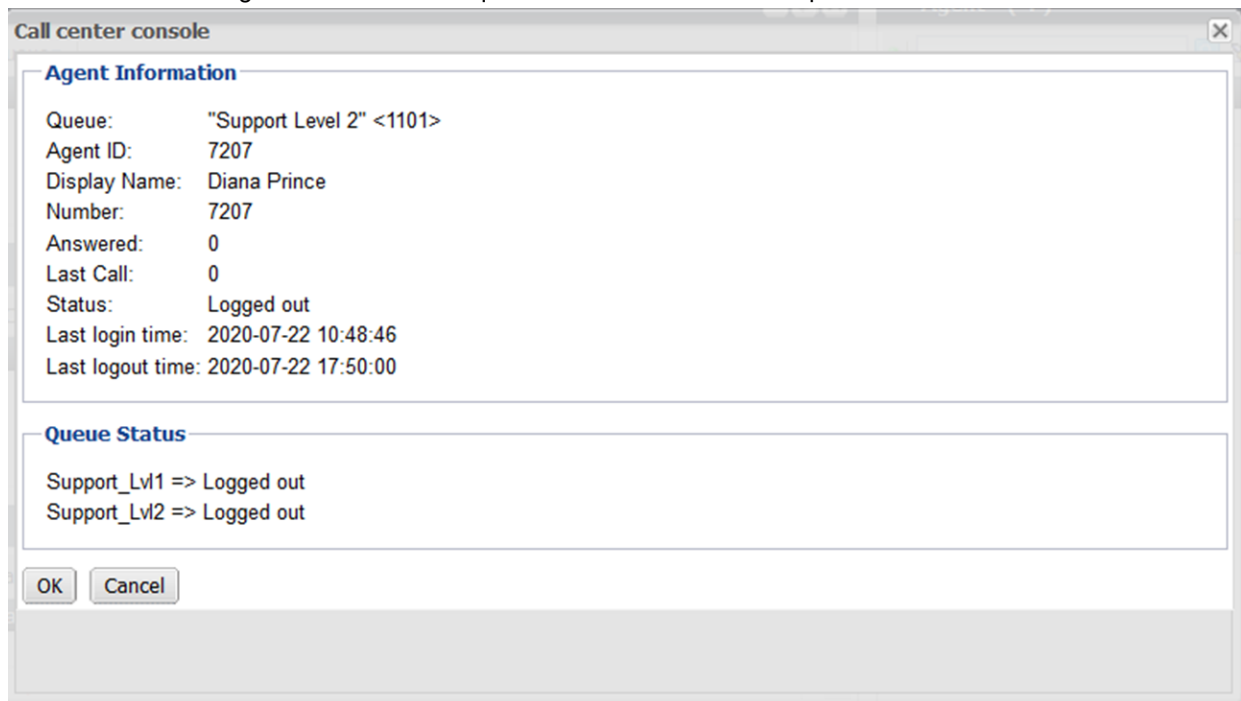 Call center console
Agent Information
Queue: "Support Level 2" <1101>
Agent ID: 7207
Display Name: Diana Prince
Number: 7207
Answered: 0
Last Call: 0
Status: Logged out
Last login time: 2020-07-22 10:48:46
Last logout time: 2020-07-22 17:50:00
Queue Status
Support_Lvl1 => Logged out
Support_Lvl2 => Logged out
OK Cancel